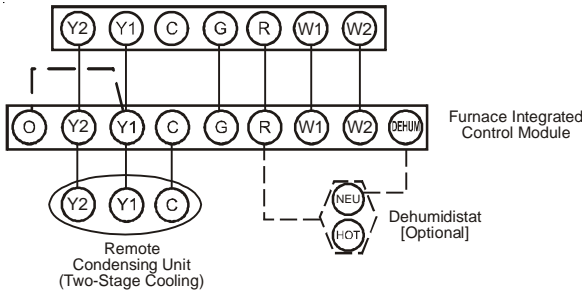 Y2 Y1 C G R W1 W2
O Y2 Y1 C G R W1 W2 DEHUM
Furnace Integrated
Control Module
Y2 Y1 C
NEU
HOT
Dehumidistat
[Optional]
Remote
Condensing Unit
(Two-Stage Cooling)